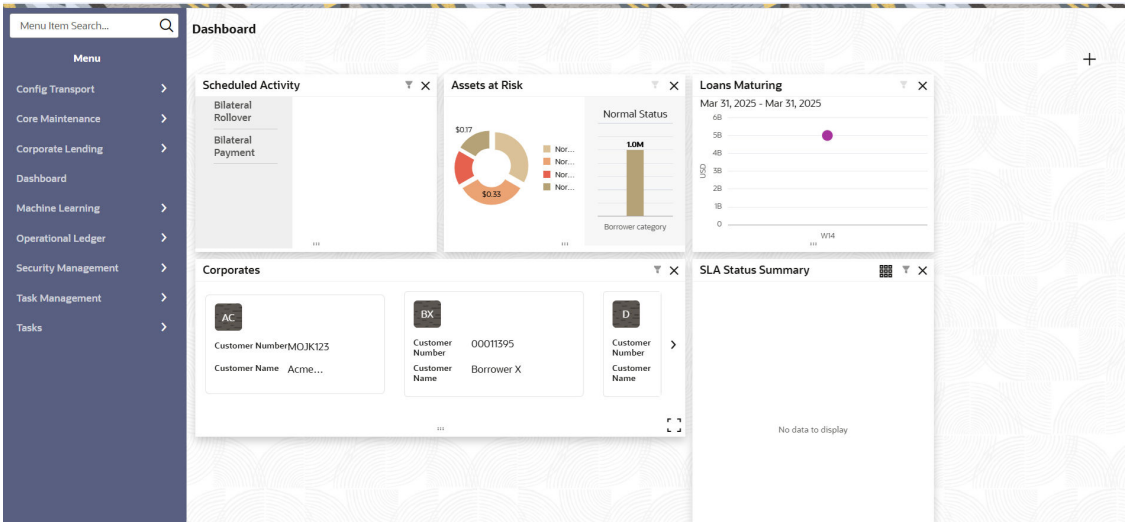 Menu Item Search...
Menu
Config Transport
Core Maintenance
Corporate Lending
Dashboard
Machine Learning
Operational Ledger
Security Management
Task Management
Tasks
Dashboard
Scheduled Activity
Bilateral
Rollover
Bilateral
Payment
Assets at Risk
$0.17
$0.33
Nor...
Nor...
Nor...
Nor...
Normal Status
1.0M
Borrower category
Loans Maturing
Mar 31, 2025 - Mar 31, 2025
6B
5B
4B
3B
2B
1B
0
USD
W14
Corporates
AC
Customer Number MOJK123
Customer Name Acme...
BX
Customer
Number 00011395
Customer
Name Borrower X
D
Customer
Number
Customer
Name
SLA Status Summary
No data to display